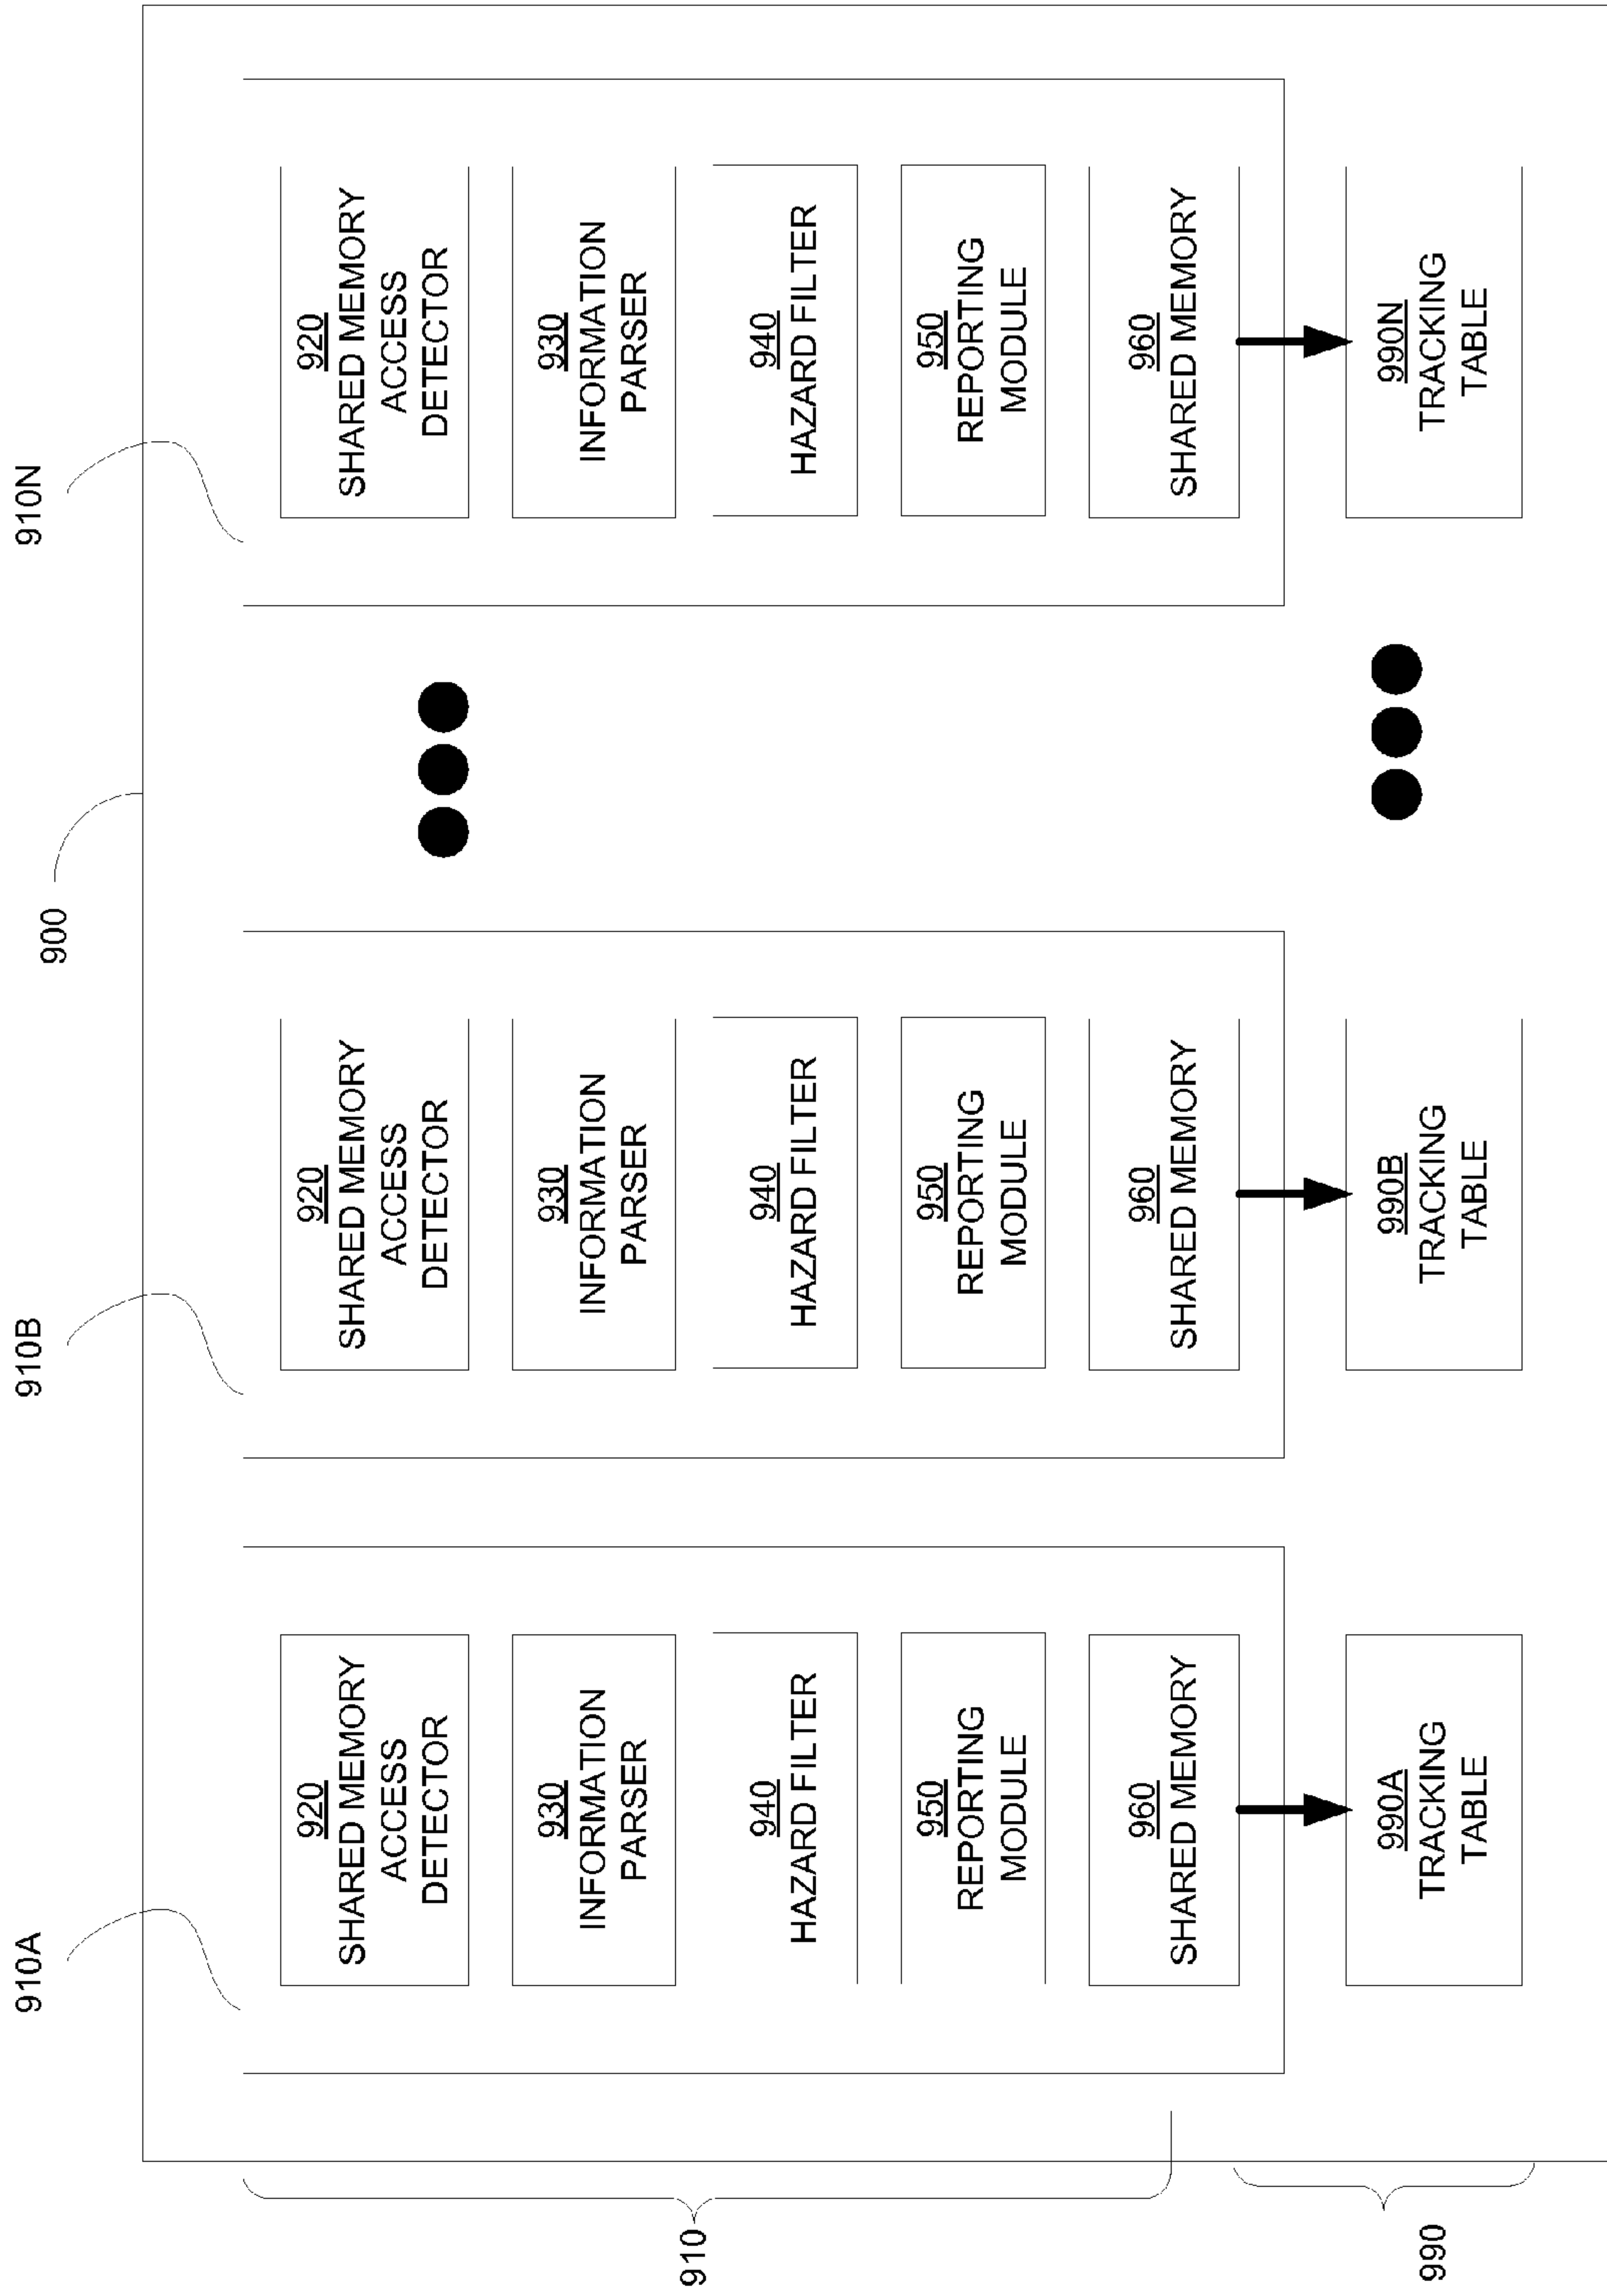 900
910A
910B
910N
920
SHARED MEMORY
ACCESS
DETECTOR
930
INFORMATION
PARSER
940
HAZARD FILTER
950
REPORTING
MODULE
960
SHARED MEMORY
990A
TRACKING
TABLE
920
SHARED MEMORY
ACCESS
DETECTOR
930
INFORMATION
PARSER
940
HAZARD FILTER
950
REPORTING
MODULE
960
SHARED MEMORY
990B
TRACKING
TABLE
920
SHARED MEMORY
ACCESS
DETECTOR
930
INFORMATION
PARSER
940
HAZARD FILTER
950
REPORTING
MODULE
960
SHARED MEMORY
990N
TRACKING
TABLE
910
990